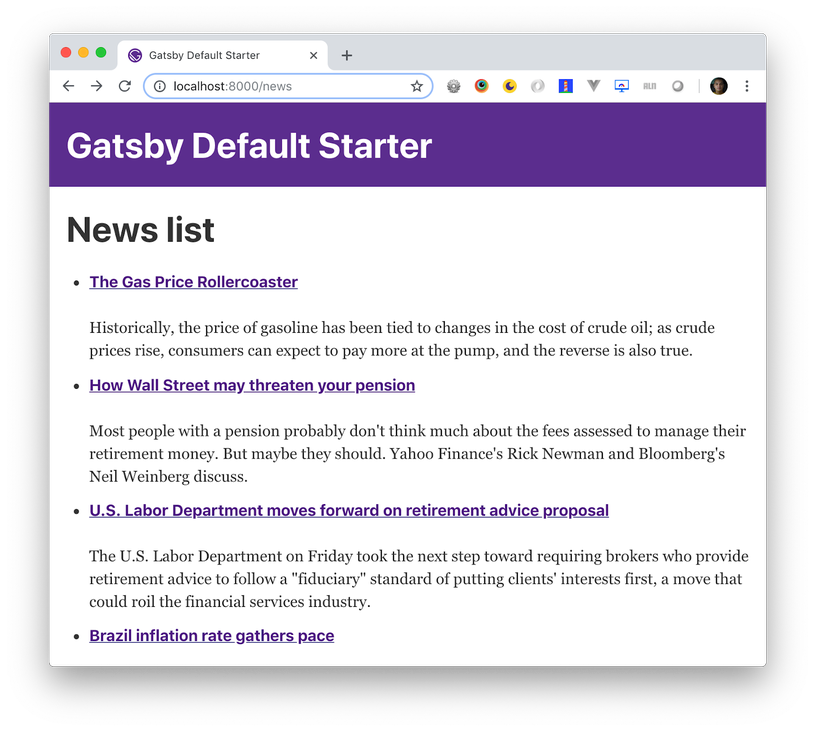 Gatsby Default Starter
localhost:8000/news
Gatsby Default Starter
News list
The Gas Price Rollercoaster
Historically, the price of gasoline has been tied to changes in the cost of crude oil; as crude
prices rise, consumers can expect to pay more at the pump, and the reverse is also true.
How Wall Street may threaten your pension
Most people with a pension probably don't think much about the fees assessed to manage their
retirement money. But maybe they should. Yahoo Finance's Rick Newman and Bloomberg's
Neil Weinberg discuss.
U.S. Labor Department moves forward on retirement advice proposal
The U.S. Labor Department on Friday took the next step toward requiring brokers who provide
retirement advice to follow a "fiduciary" standard of putting clients' interests first, a move that
could roil the financial services industry.
Brazil inflation rate gathers pace